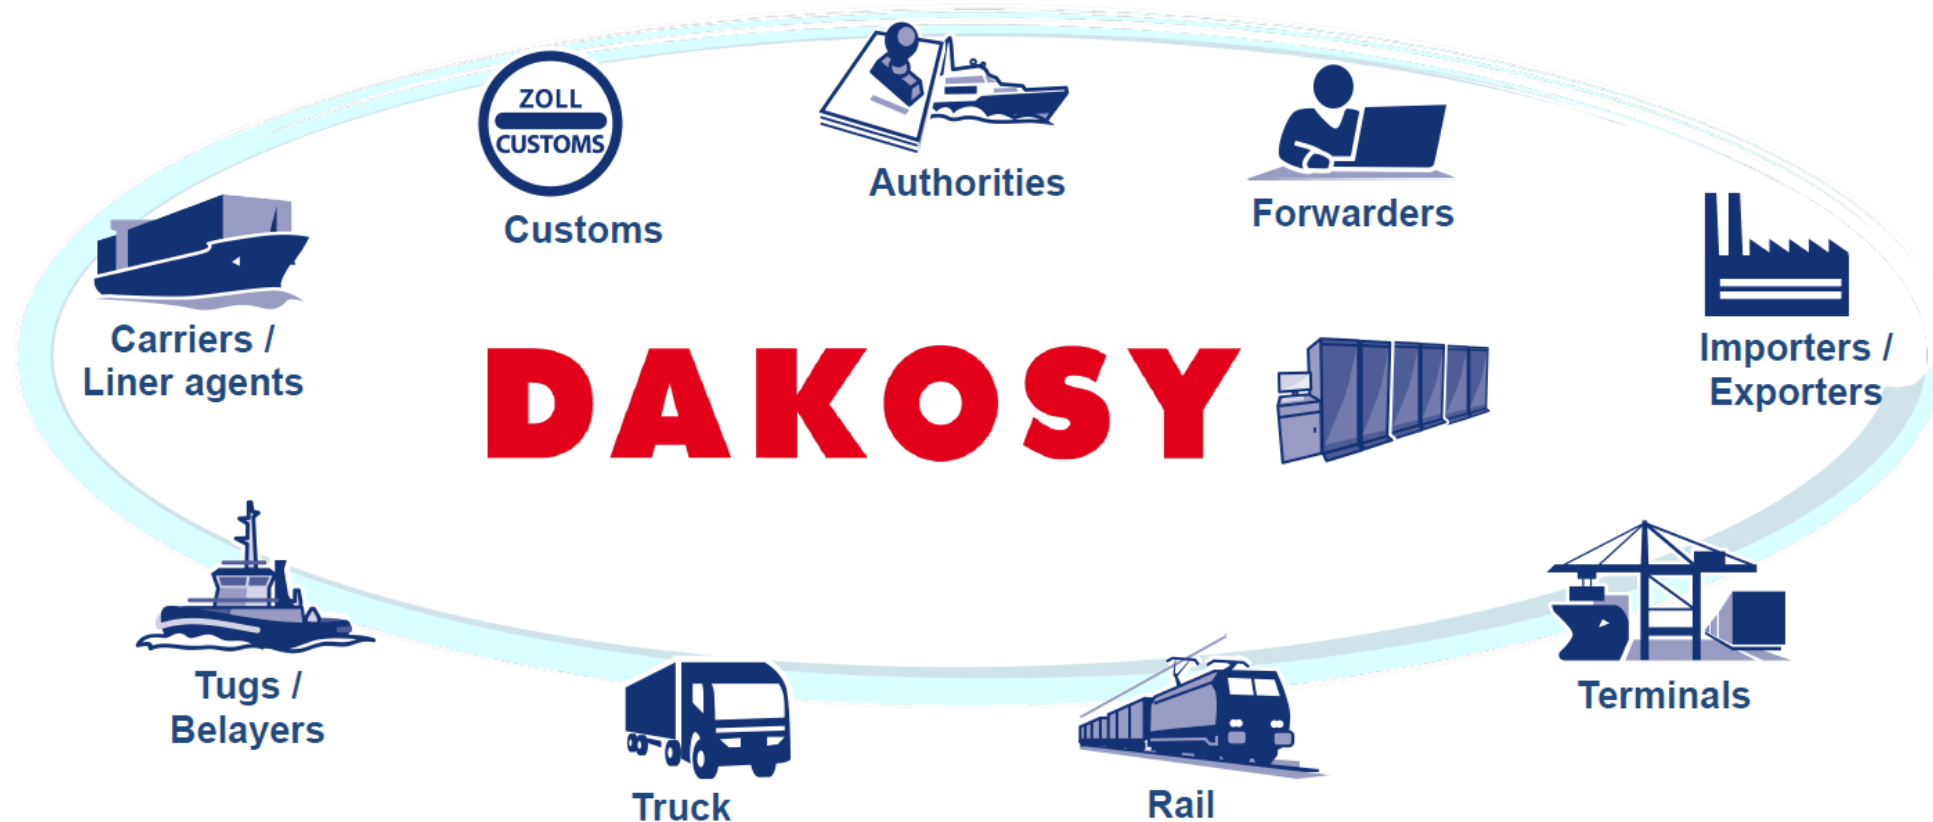 ZOLL
CUSTOMS
Customs
Authorities
Forwarders
Carriers /
Liner agents
DAKOSY
Importers /
Exporters
Tugs /
Belayers
Truck
Rail
Terminals